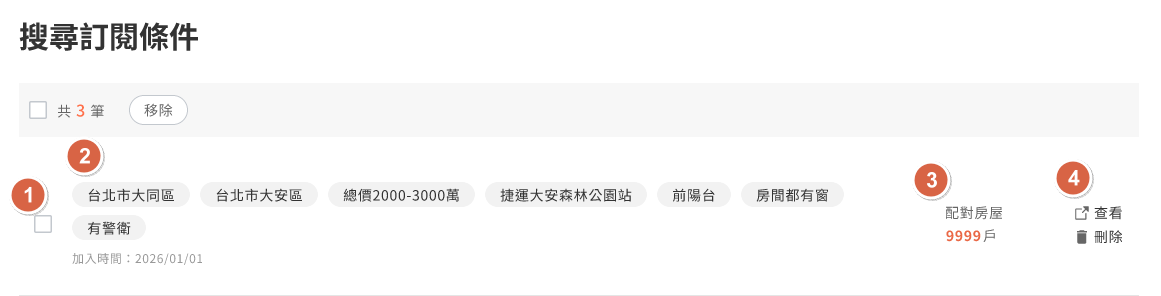 搜尋訂閱條件
共 3 筆 移除
2
1
台北市大同區 台北市大安區 總價2000-3000萬 捷運大安森林公園站 前陽台 房間都有窗
有警衛
加入時間：2026/01/01
3
配對房屋
9999戶
4
查看
刪除